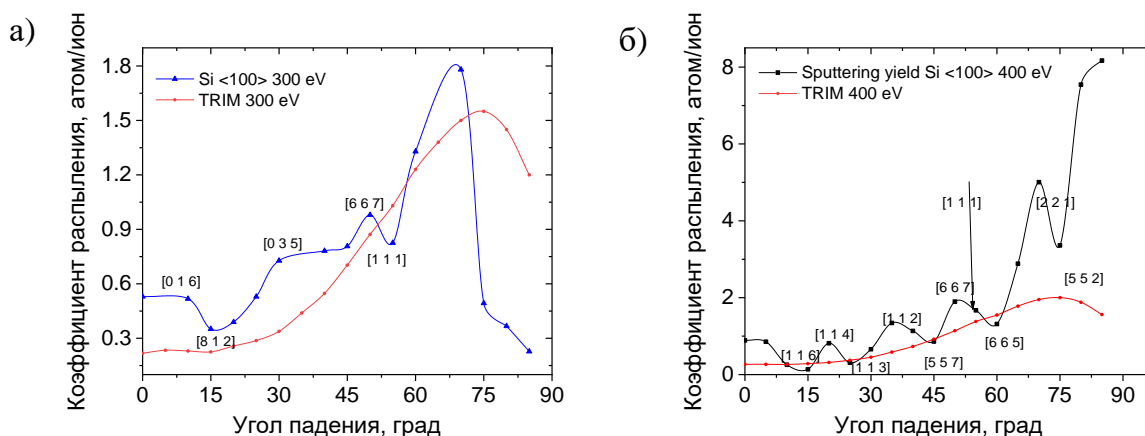 а)
Коэффициент распыления, атом/ион
1.8
1.5
1.2
0.9
0.6
0.3
Si <100> 300 eV
TRIM 300 eV
[0 1 6]
[8 1 2]
[0 3 5]
[6 6 7]
[1 1 1]
0 15 30 45 60 75 90
Угол падения, град
б)
Коэффициент распыления, атом/ион
8
6
4
2
0
Sputtering yield Si <100> 400 eV
TRIM 400 eV
[1 1 6]
[1 1 4]
[1 1 3]
[1 1 2]
[5 5 7]
[6 6 7]
[1 1 1]
[6 6 5]
[2 2 1]
[5 5 2]
0 15 30 45 60 75 90
Угол падения, град